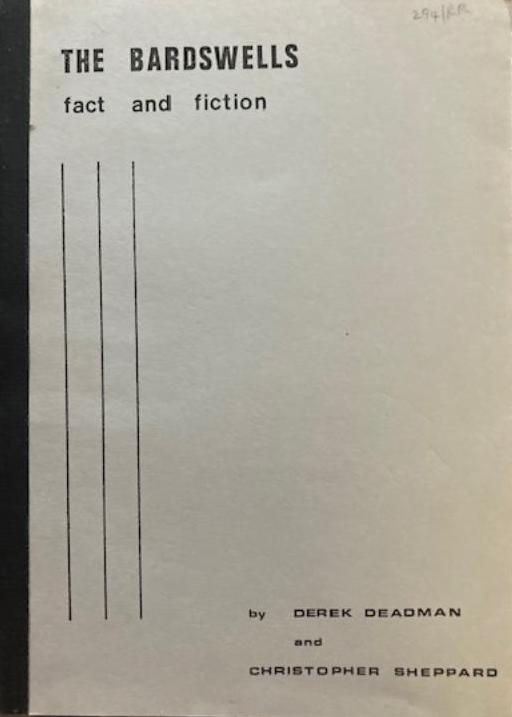 294/RR
THE BARDSWELLS
fact and fiction
by DEREK DEADMAN
and
CHRISTOPHER SHEPPARD